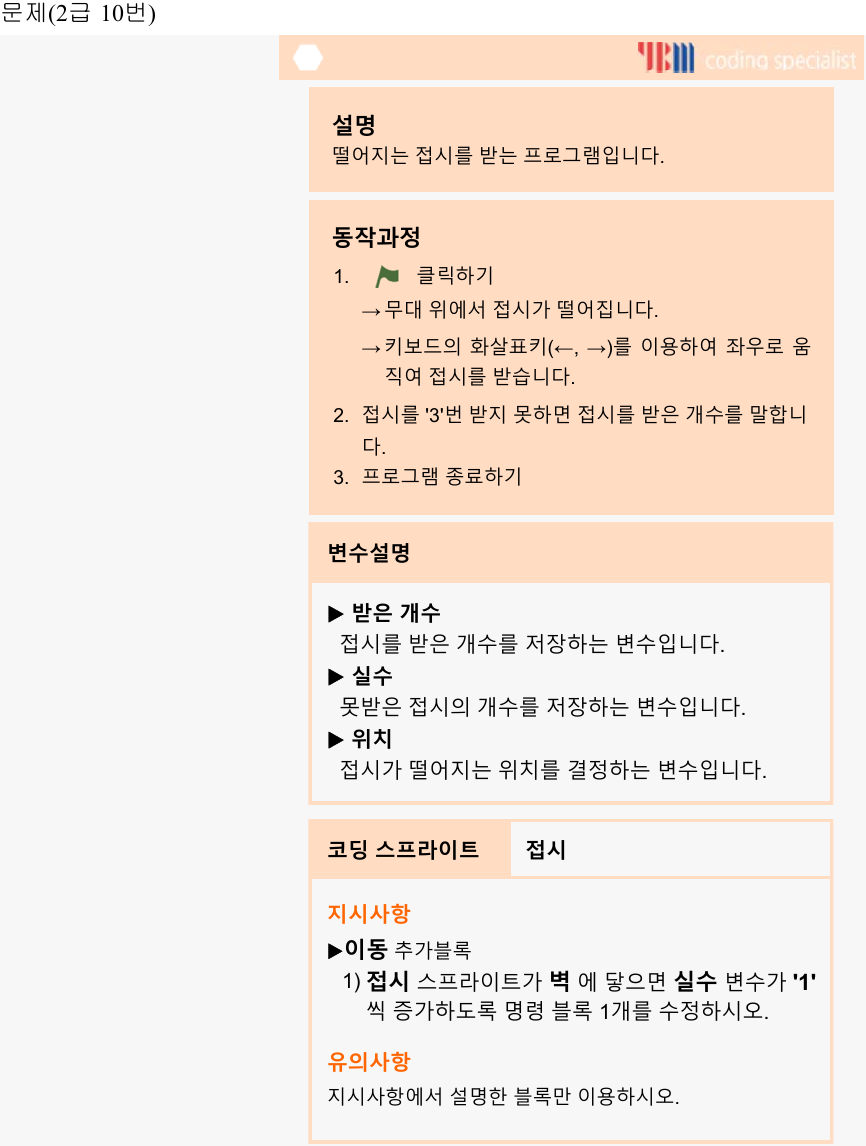 문제(2급 10번)
YBM coding specialist
설명
떨어지는 접시를 받는 프로그램입니다.
동작과정
1. 클릭하기
→무대 위에서 접시가 떨어집니다.
→키보드의 화살표키(←, →)를 이용하여 좌우로 움
직여 접시를 받습니다.
2. 접시를 '3'번 받지 못하면 접시를 받은 개수를 말합니
다.
3. 프로그램 종료하기
변수설명
▶ 받은 개수
접시를 받은 개수를 저장하는 변수입니다.
▶ 실수
못받은 접시의 개수를 저장하는 변수입니다.
▶ 위치
접시가 떨어지는 위치를 결정하는 변수입니다.
코딩 스프라이트 접시
지시사항
▶이동 추가블록
1) 접시 스프라이트가 벽 에 닿으면 실수 변수가 '1'
씩 증가하도록 명령 블록 1개를 수정하시오.
유의사항
지시사항에서 설명한 블록만 이용하시오.